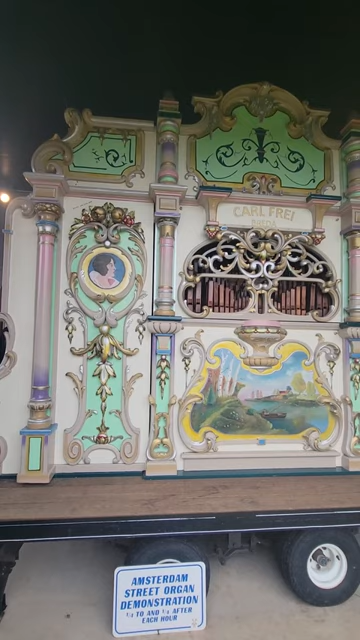 CARL FREI
AMSTERDAM
STREET ORGAN
DEMONSTRATION
¼ TO AND ¼ AFTER
EACH HOUR